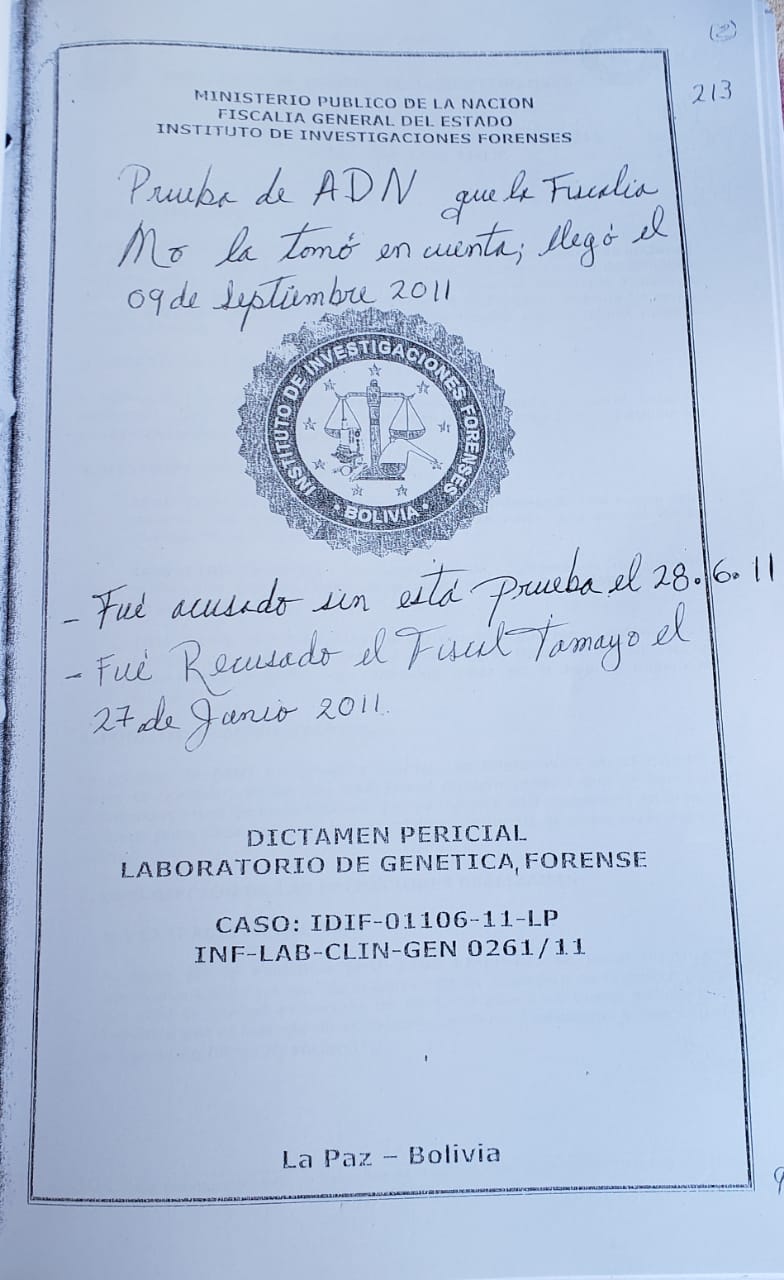 (2)
213
MINISTERIO PUBLICO DE LA NACION
FISCALIA GENERAL DEL ESTADO
INSTITUTO DE INVESTIGACIONES FORENSES
Prueba de ADN que la Fiscalia
No la tomó en cuenta; llegó el
09 de Septiembre 2011
INSTITUTO DE INVESTIGACIONES FORENSES
• BOLIVIA •
- Fué acusado sin está prueba el 28.6.11
- Fué Recusado el Fiscal Tamayo el
27 de Junio 2011.
DICTAMEN PERICIAL
LABORATORIO DE GENETICA FORENSE
CASO: IDIF-01106-11-LP
INF-LAB-CLIN-GEN 0261/11
La Paz – Bolivia